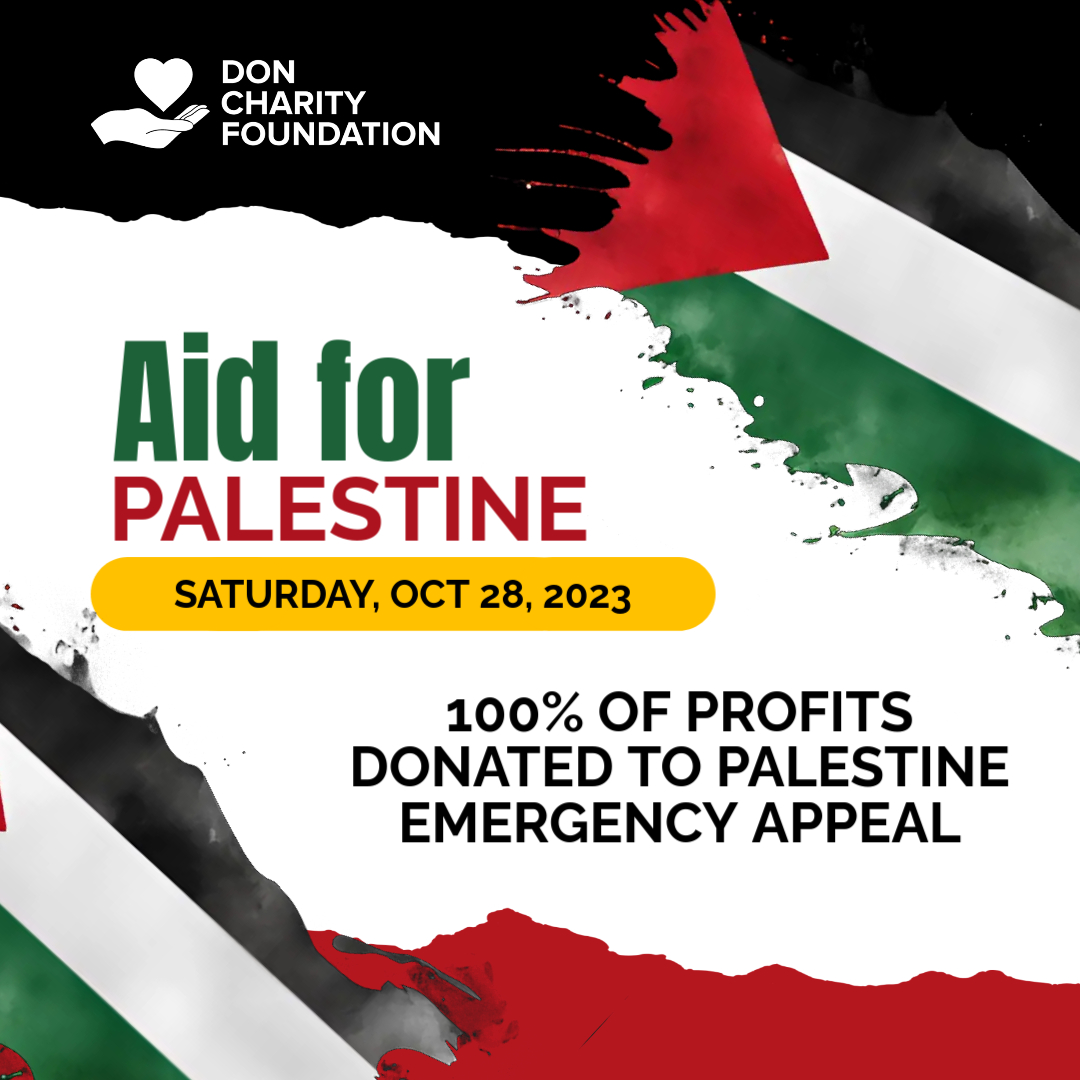 DON
CHARITY
FOUNDATION
Aid for
PALESTINE
SATURDAY, OCT 28, 2023
100% OF PROFITS
DONATED TO PALESTINE
EMERGENCY APPEAL